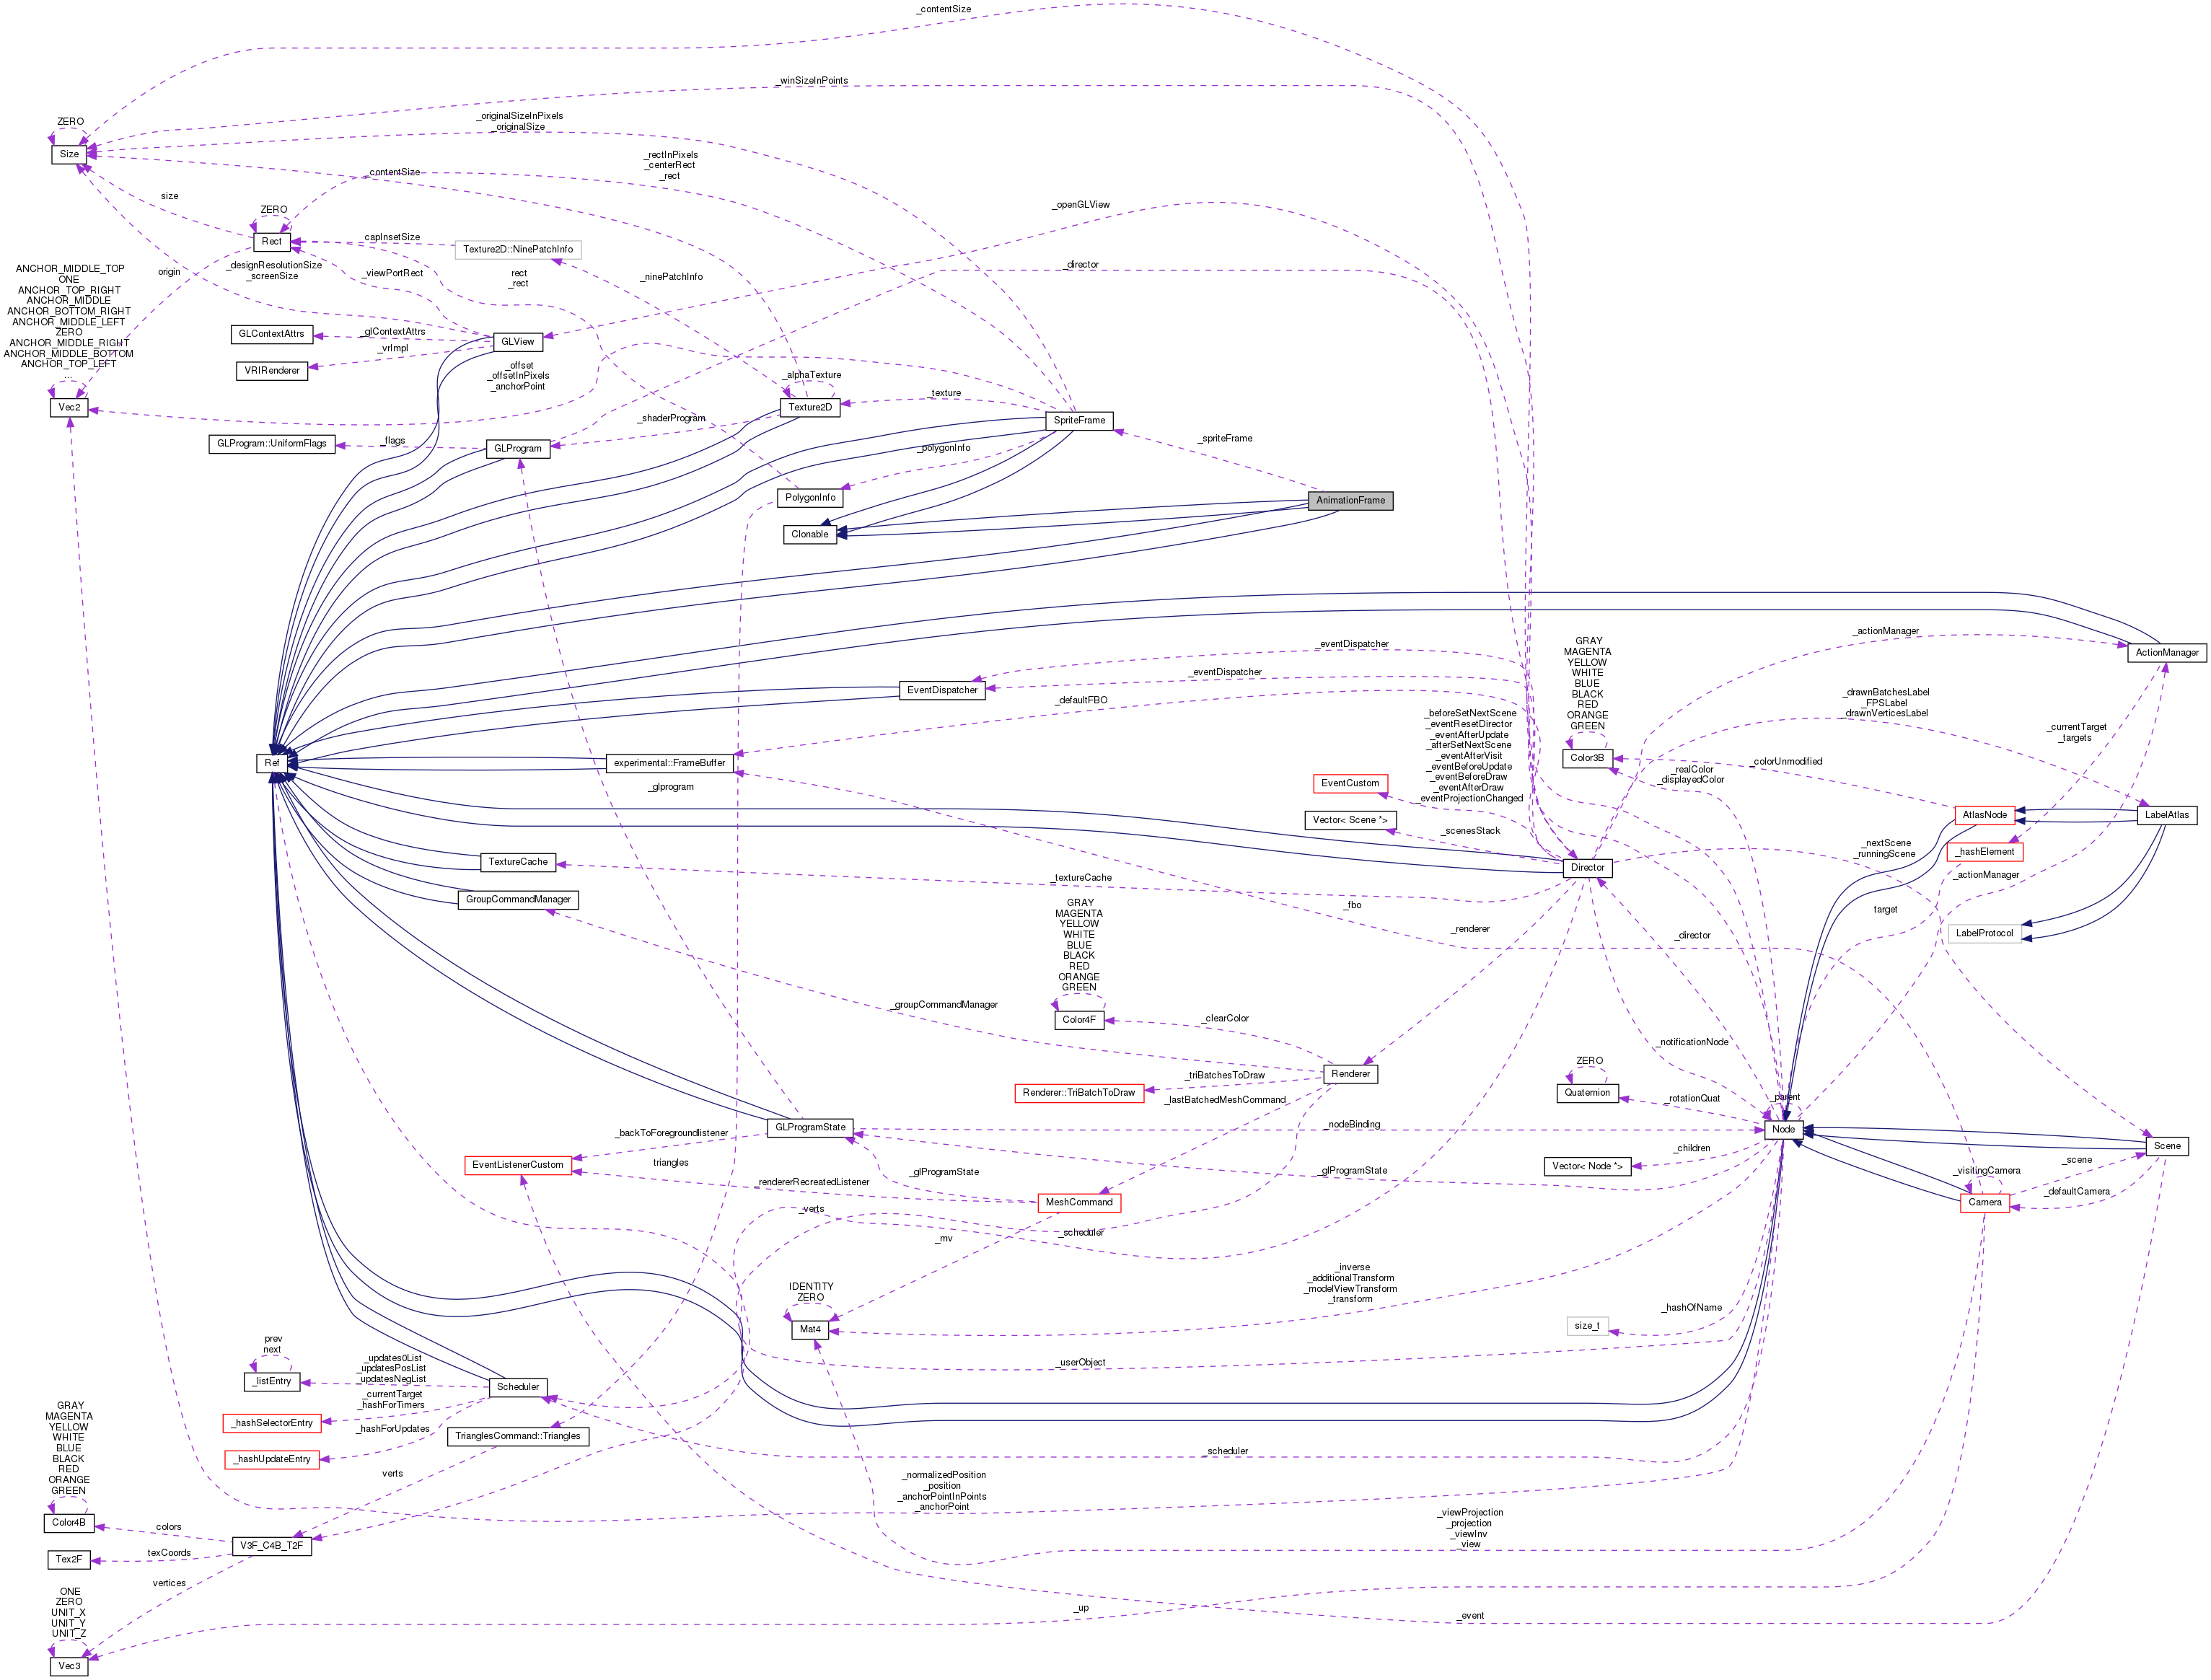 _contentSize
_winSizeInPoints
_originalSizeInPixels
_originalSize
ZERO
Size
_rectInPixels
_centerRect
_rect
_contentSize
size
_openGLView
ZERO
Rect
capInsetSize
Texture2D::NinePatchInfo
_director
origin
_designResolutionSize
_screenSize
_viewPortRect
rect
_rect
_ninePatchInfo
ANCHOR_MIDDLE_TOP
ONE
ANCHOR_TOP_RIGHT
ANCHOR_MIDDLE
ANCHOR_BOTTOM_RIGHT
ANCHOR_MIDDLE_LEFT
ZERO
ANCHOR_MIDDLE_RIGHT
ANCHOR_MIDDLE_BOTTOM
ANCHOR_TOP_LEFT
...
Vec2
GLContextAttrs
_glContextAttrs
GLView
VRIRenderer
_vrImpl
_offset
_offsetInPixels
_anchorPoint
_alphaTexture
Texture2D
_texture
SpriteFrame
_shaderProgram
GLProgram::UniformFlags
_flags
GLProgram
_polygonInfo
_spriteFrame
PolygonInfo
AnimationFrame
Clonable
_actionManager
ActionManager
_eventDispatcher
_eventDispatcher
EventDispatcher
_defaultFBO
GRAY
MAGENTA
YELLOW
WHITE
BLUE
BLACK
RED
ORANGE
GREEN
Color3B
_drawnBatchesLabel
_FPSLabel
_drawnVerticesLabel
_currentTarget
_targets
_beforeSetNextScene
_eventResetDirector
_eventAfterUpdate
_afterSetNextScene
_eventAfterVisit
_eventBeforeUpdate
_eventBeforeDraw
_eventAfterDraw
_eventProjectionChanged
Ref
experimental::FrameBuffer
_glprogram
EventCustom
_realColor
_displayedColor
_colorUnmodified
Vector< Scene *>
_scenesStack
AtlasNode
LabelAtlas
_nextScene
_runningScene
_hashElement
TextureCache
_textureCache
Director
_actionManager
GroupCommandManager
_fbo
target
_renderer
_director
LabelProtocol
GRAY
MAGENTA
YELLOW
WHITE
BLUE
BLACK
RED
ORANGE
GREEN
Color4F
_groupCommandManager
_clearColor
_notificationNode
ZERO
Quaternion
_rotationQuat
_parent
_triBatchesToDraw
Renderer
Renderer::TriBatchToDraw
_lastBatchedMeshCommand
GLProgramState
_nodeBinding
Node
_backToForegroundlistener
Scene
EventListenerCustom
triangles
_glProgramState
_glProgramState
Vector< Node *>
_children
_visitingCamera
_scene
_rendererRecreatedListener
MeshCommand
_defaultCamera
Camera
_verts
_mv
_scheduler
_inverse
_additionalTransform
_modelViewTransform
_transform
IDENTITY
ZERO
Mat4
_hashOfName
size_t
prev
next
_listEntry
_updates0List
_updatesPosList
_updatesNegList
Scheduler
_userObject
_currentTarget
_hashForTimers
_hashSelectorEntry
_hashForUpdates
_hashUpdateEntry
TrianglesCommand::Triangles
_scheduler
GRAY
MAGENTA
YELLOW
WHITE
BLUE
BLACK
RED
ORANGE
GREEN
Color4B
verts
_normalizedPosition
_position
_anchorPointInPoints
_anchorPoint
colors
V3F_C4B_T2F
_viewProjection
_projection
_viewInv
_view
Tex2F
texCoords
vertices
ONE
ZERO
UNIT_X
UNIT_Y
UNIT_Z
Vec3
_up
_event